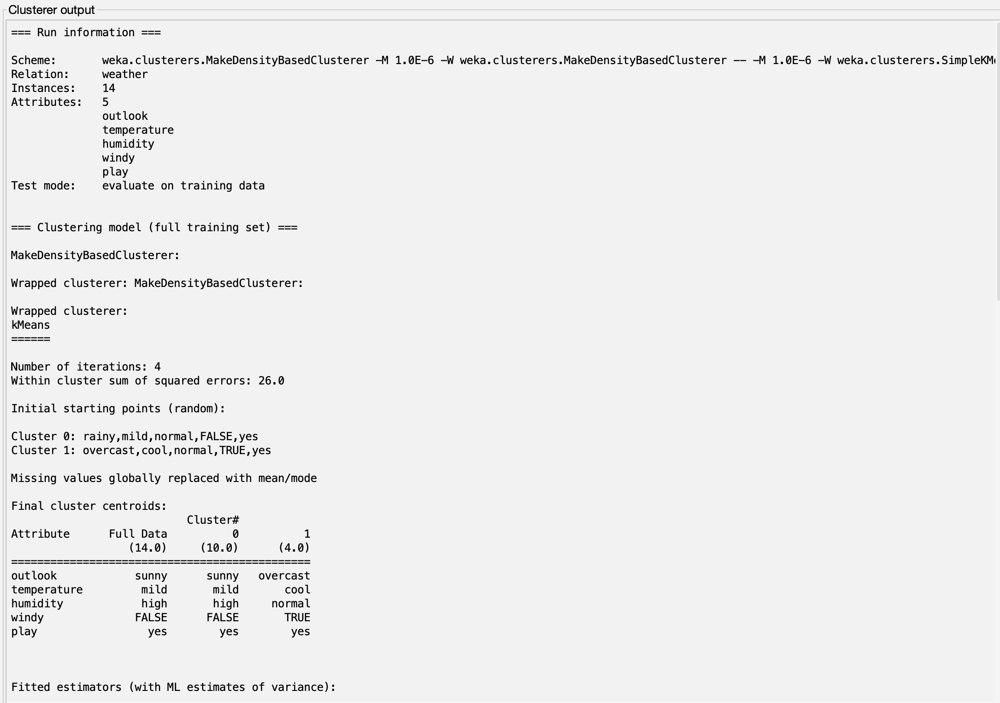 Clusterer output
=== Run information ===
Scheme:       weka.clusterers.MakeDensityBasedClusterer -M 1.0E-6 -W weka.clusterers.MakeDensityBasedClusterer -- -M 1.0E-6 -W weka.clusterers.SimpleKM
Relation:     weather
Instances:    14
Attributes:   5
              outlook
              temperature
              humidity
              windy
              play
Test mode:    evaluate on training data
=== Clustering model (full training set) ===
MakeDensityBasedClusterer:
Wrapped clusterer: MakeDensityBasedClusterer:
Wrapped clusterer:
kMeans
======
Number of iterations: 4
Within cluster sum of squared errors: 26.0
Initial starting points (random):
Cluster 0: rainy,mild,normal,FALSE,yes
Cluster 1: overcast,cool,normal,TRUE,yes
Missing values globally replaced with mean/mode
Final cluster centroids:
                           Cluster#
Attribute      Full Data          0          1
                  (14.0)     (10.0)      (4.0)
==============================================
outlook            sunny      sunny   overcast
temperature         mild       mild       cool
humidity            high       high     normal
windy              FALSE      FALSE       TRUE
play                 yes        yes        yes
Fitted estimators (with ML estimates of variance):